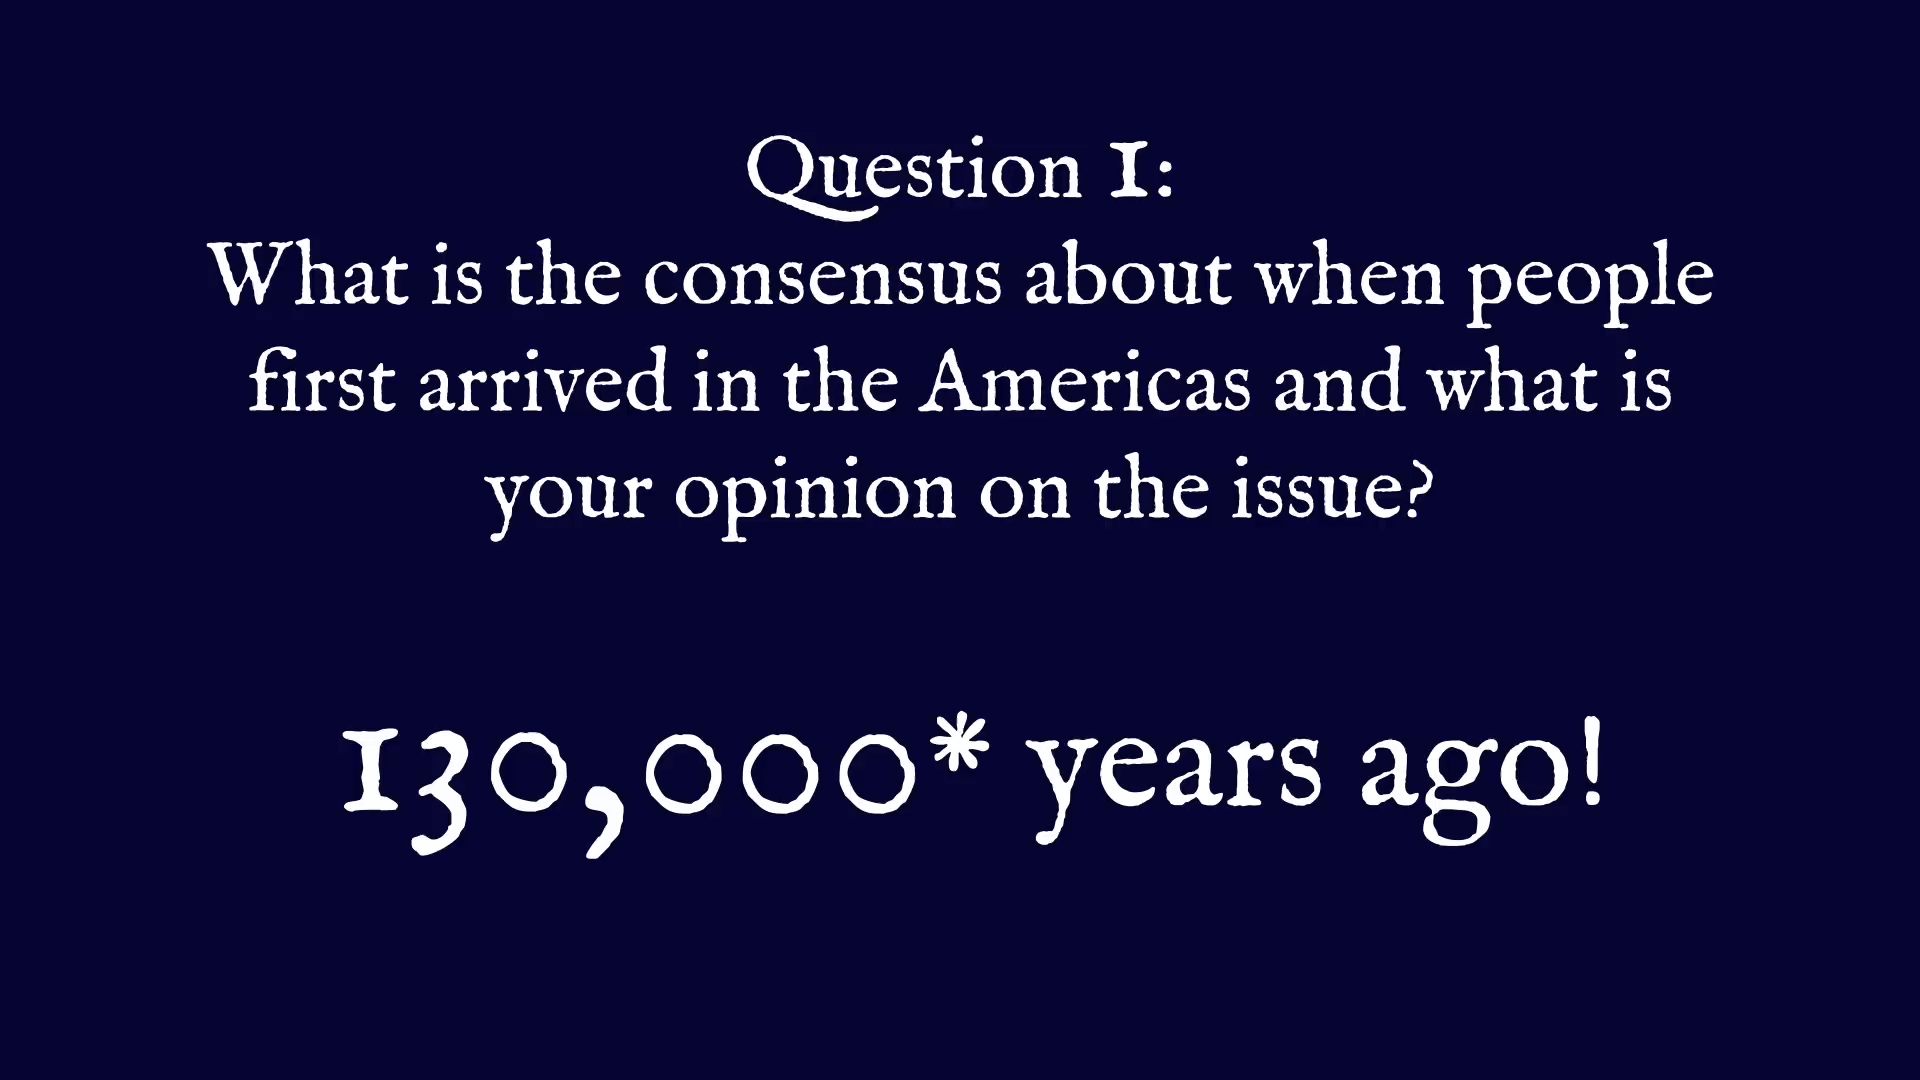 Question 1:
What is the consensus about when people
first arrived in the Americas and what is
your opinion on the issue?
130,000* years ago!